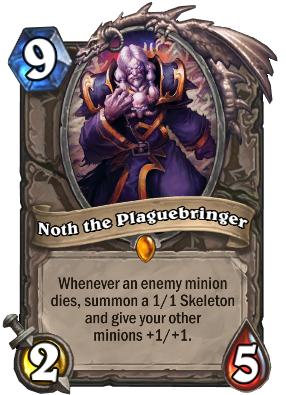 9
Noth the Plaguebringer
Whenever an enemy minion
dies, summon a 1/1 Skeleton
and give your other
minions +1/+1.
2
5